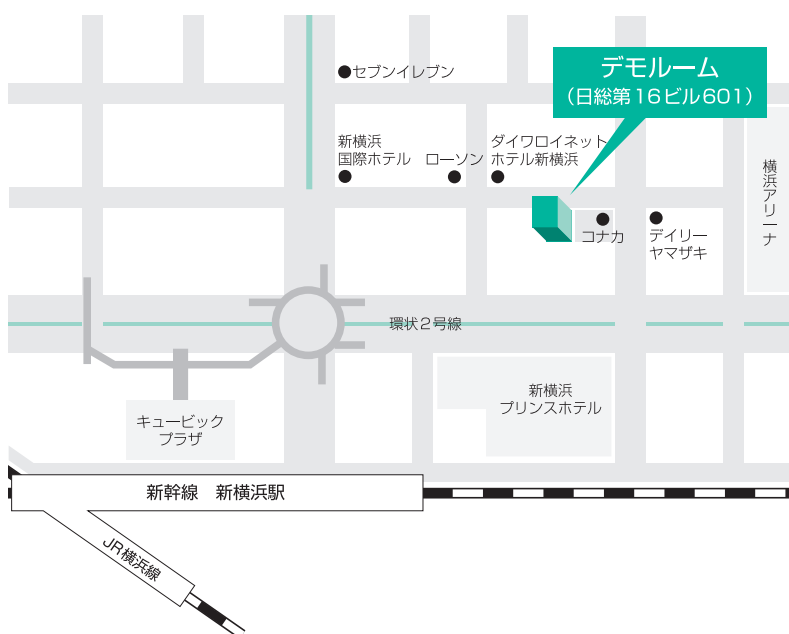 セブンイレブン
デモルーム
（日総第16ビル601）
新横浜
国際ホテル
ローソン
ダイワロイネット
ホテル新横浜
横浜アリーナ
コナカ
デイリー
ヤマザキ
環状2号線
新横浜
プリンスホテル
キュービック
プラザ
新幹線　新横浜駅
JR横浜線